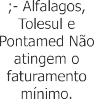 ;- Alfalagos,
Tolesul e
Pontamed Não
atingem o
faturamento
mínimo.